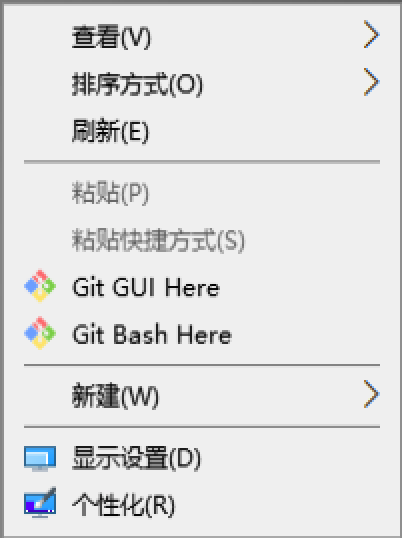 查看(V)
排序方式(O)
刷新(E)
粘贴(P)
粘贴快捷方式(S)
Git GUI Here
Git Bash Here
新建(W)
显示设置(D)
个性化(R)